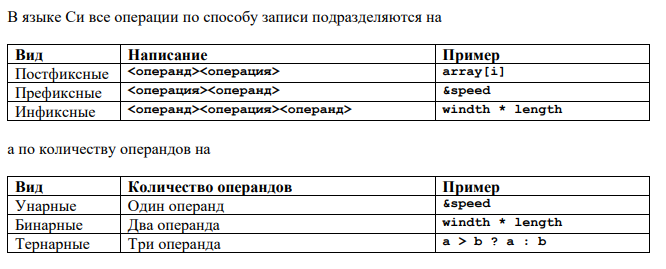 В языке Си все операции по способу записи подразделяются на
Вид Написание Пример
Постфиксные <операнд><операция> array[i]
Префиксные <операция><операнд> &speed
Инфиксные <операнд><операция><операнд> windth * length
а по количеству операндов на
Вид Количество операндов Пример
Унарные Один операнд &speed
Бинарные Два операнда windth * length
Тернарные Три операнда a > b ? a : b